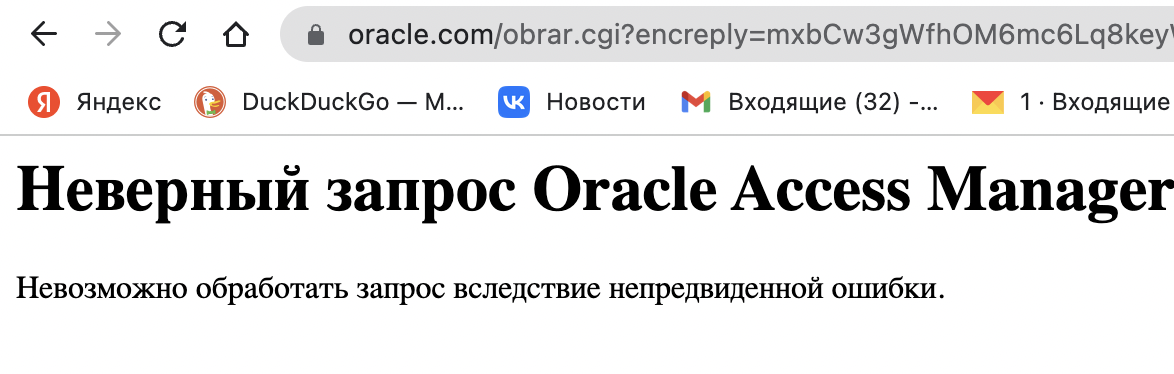 oracle.com/obrar.cgi?encreply=mxbCw3gWfhOM6mc6Lq8key
Я Яндекс DuckDuckGo — М... Новости Входящие (32) -... 1 · Входящие
Неверный запрос Oracle Access Manager
Невозможно обработать запрос вследствие непредвиденной ошибки.